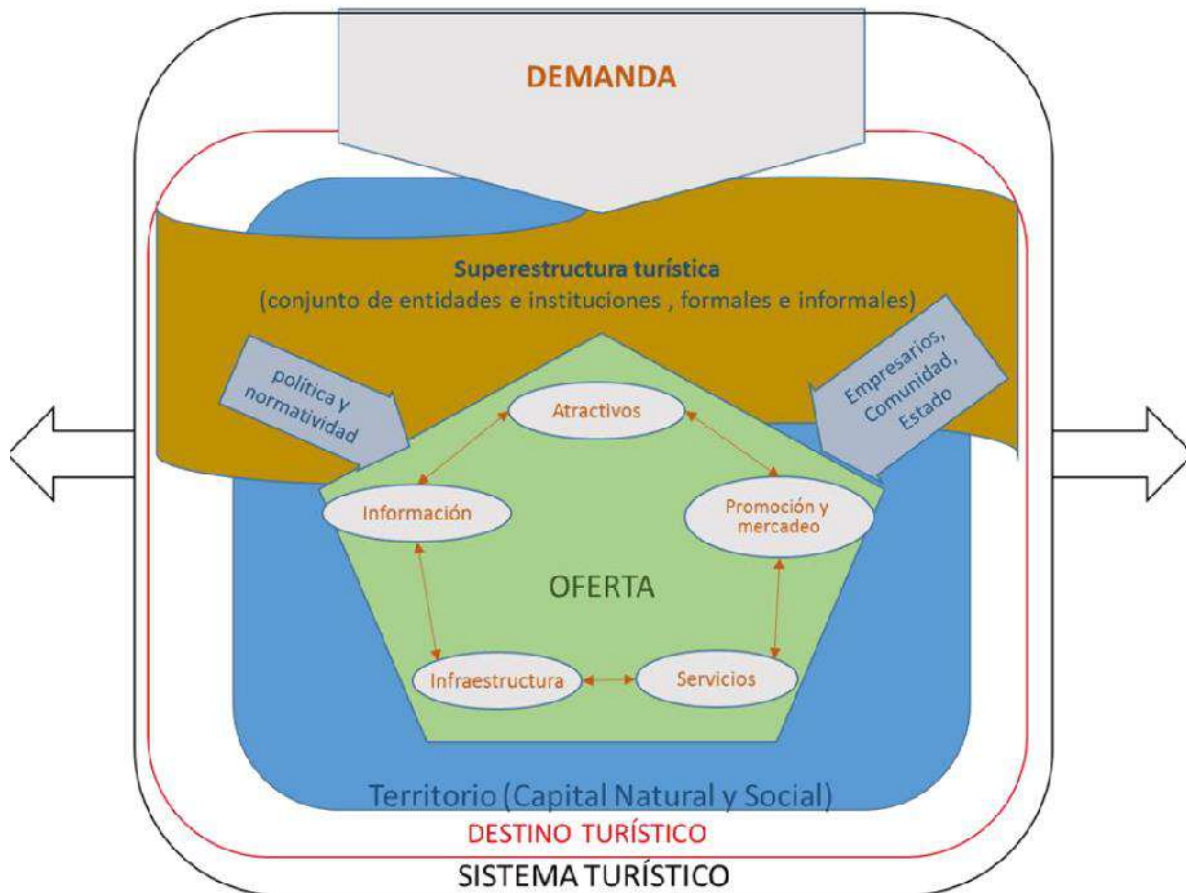 DEMANDA
Superestructura turística
(conjunto de entidades e instituciones , formales e informales)
política y
normatividad
Empresarios,
Comunidad,
Estado
Atractivos
Información
Promoción y
mercadeo
OFERTA
Infraestructura
Servicios
Territorio (Capital Natural y Social)
DESTINO TURÍSTICO
SISTEMA TURÍSTICO